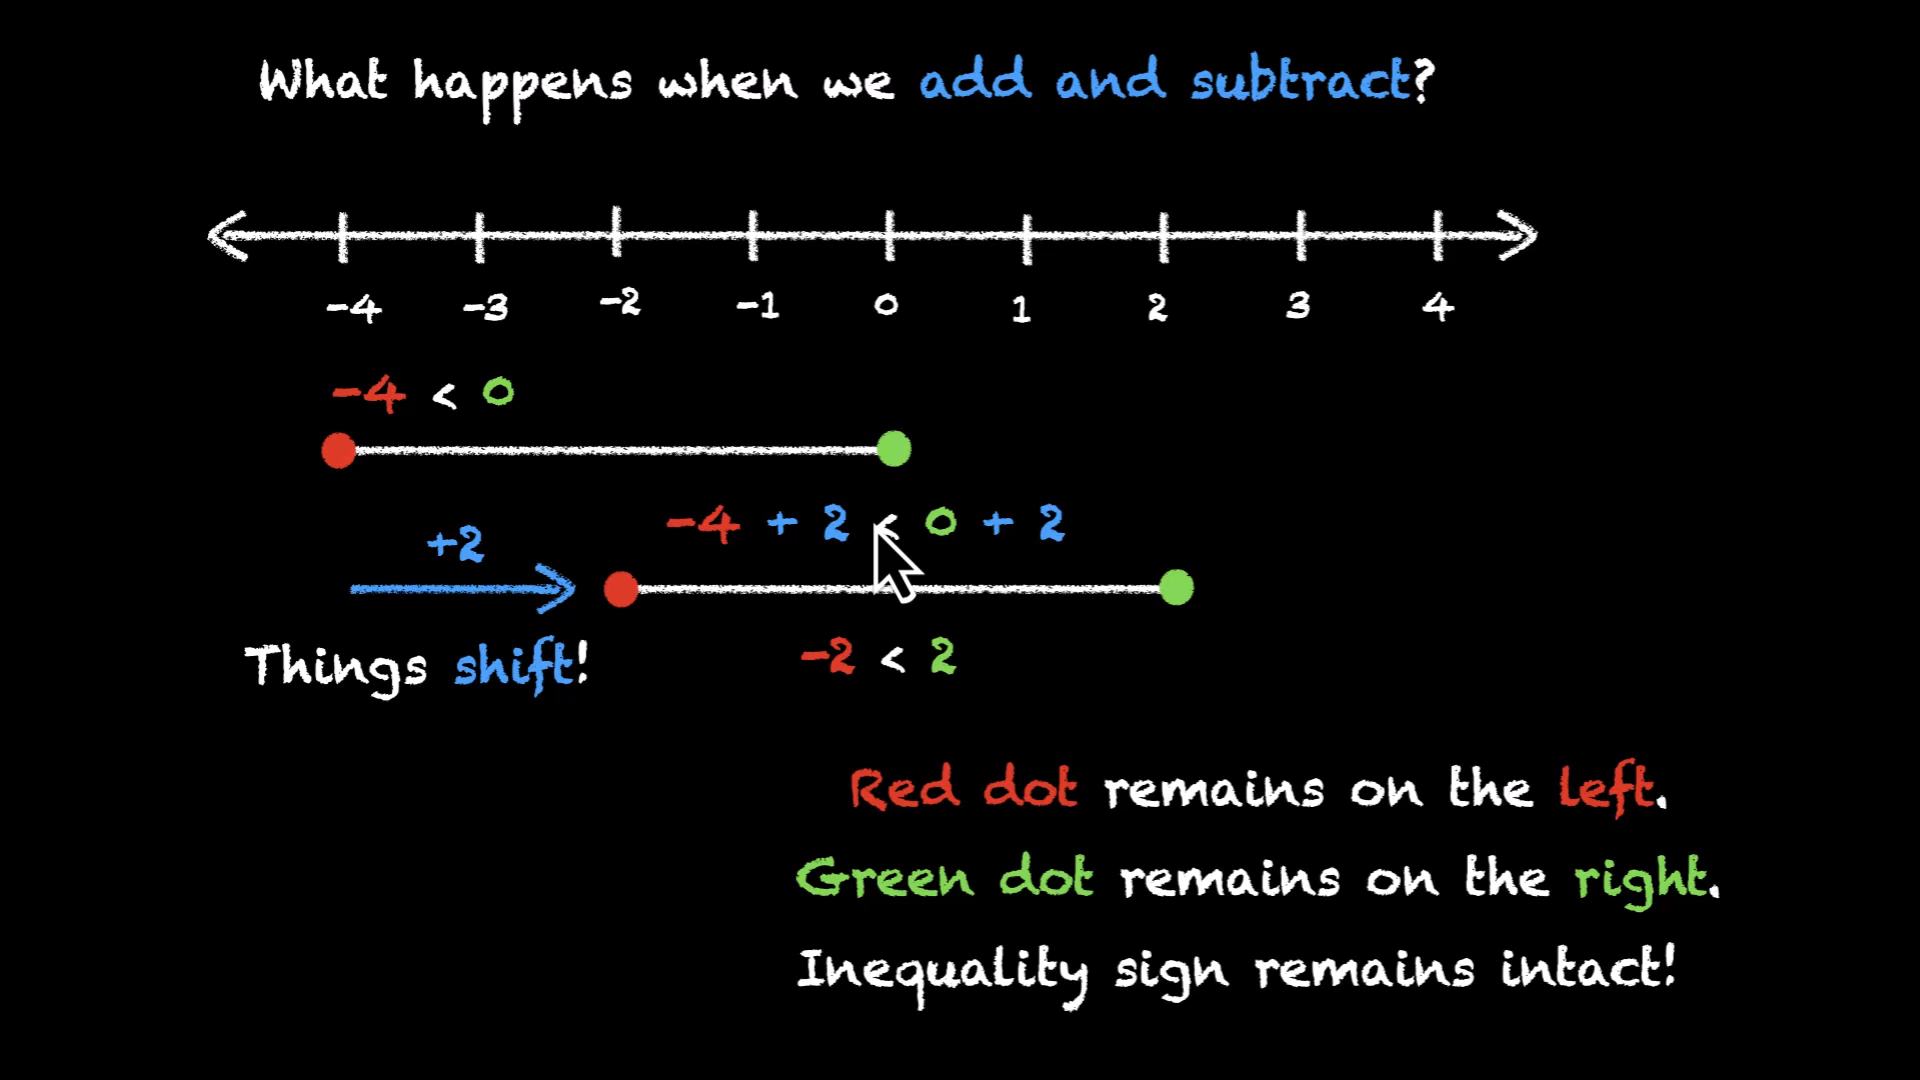 What happens when we add and subtract?
-4 -3 -2 -1 0 1 2 3 4
-4 < 0
-4 + 2 < 0 + 2
+2
Things shift!
-2 < 2
Red dot remains on the left.
Green dot remains on the right.
Inequality sign remains intact!